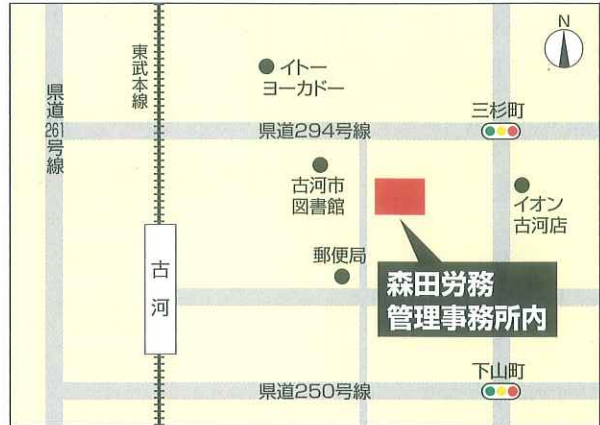 N
東武本線
イトー
ヨーカドー
県道261号線
三杉町
県道294号線
古河市
図書館
イオン
古河店
郵便局
古河
森田労務
管理事務所内
下山町
県道250号線